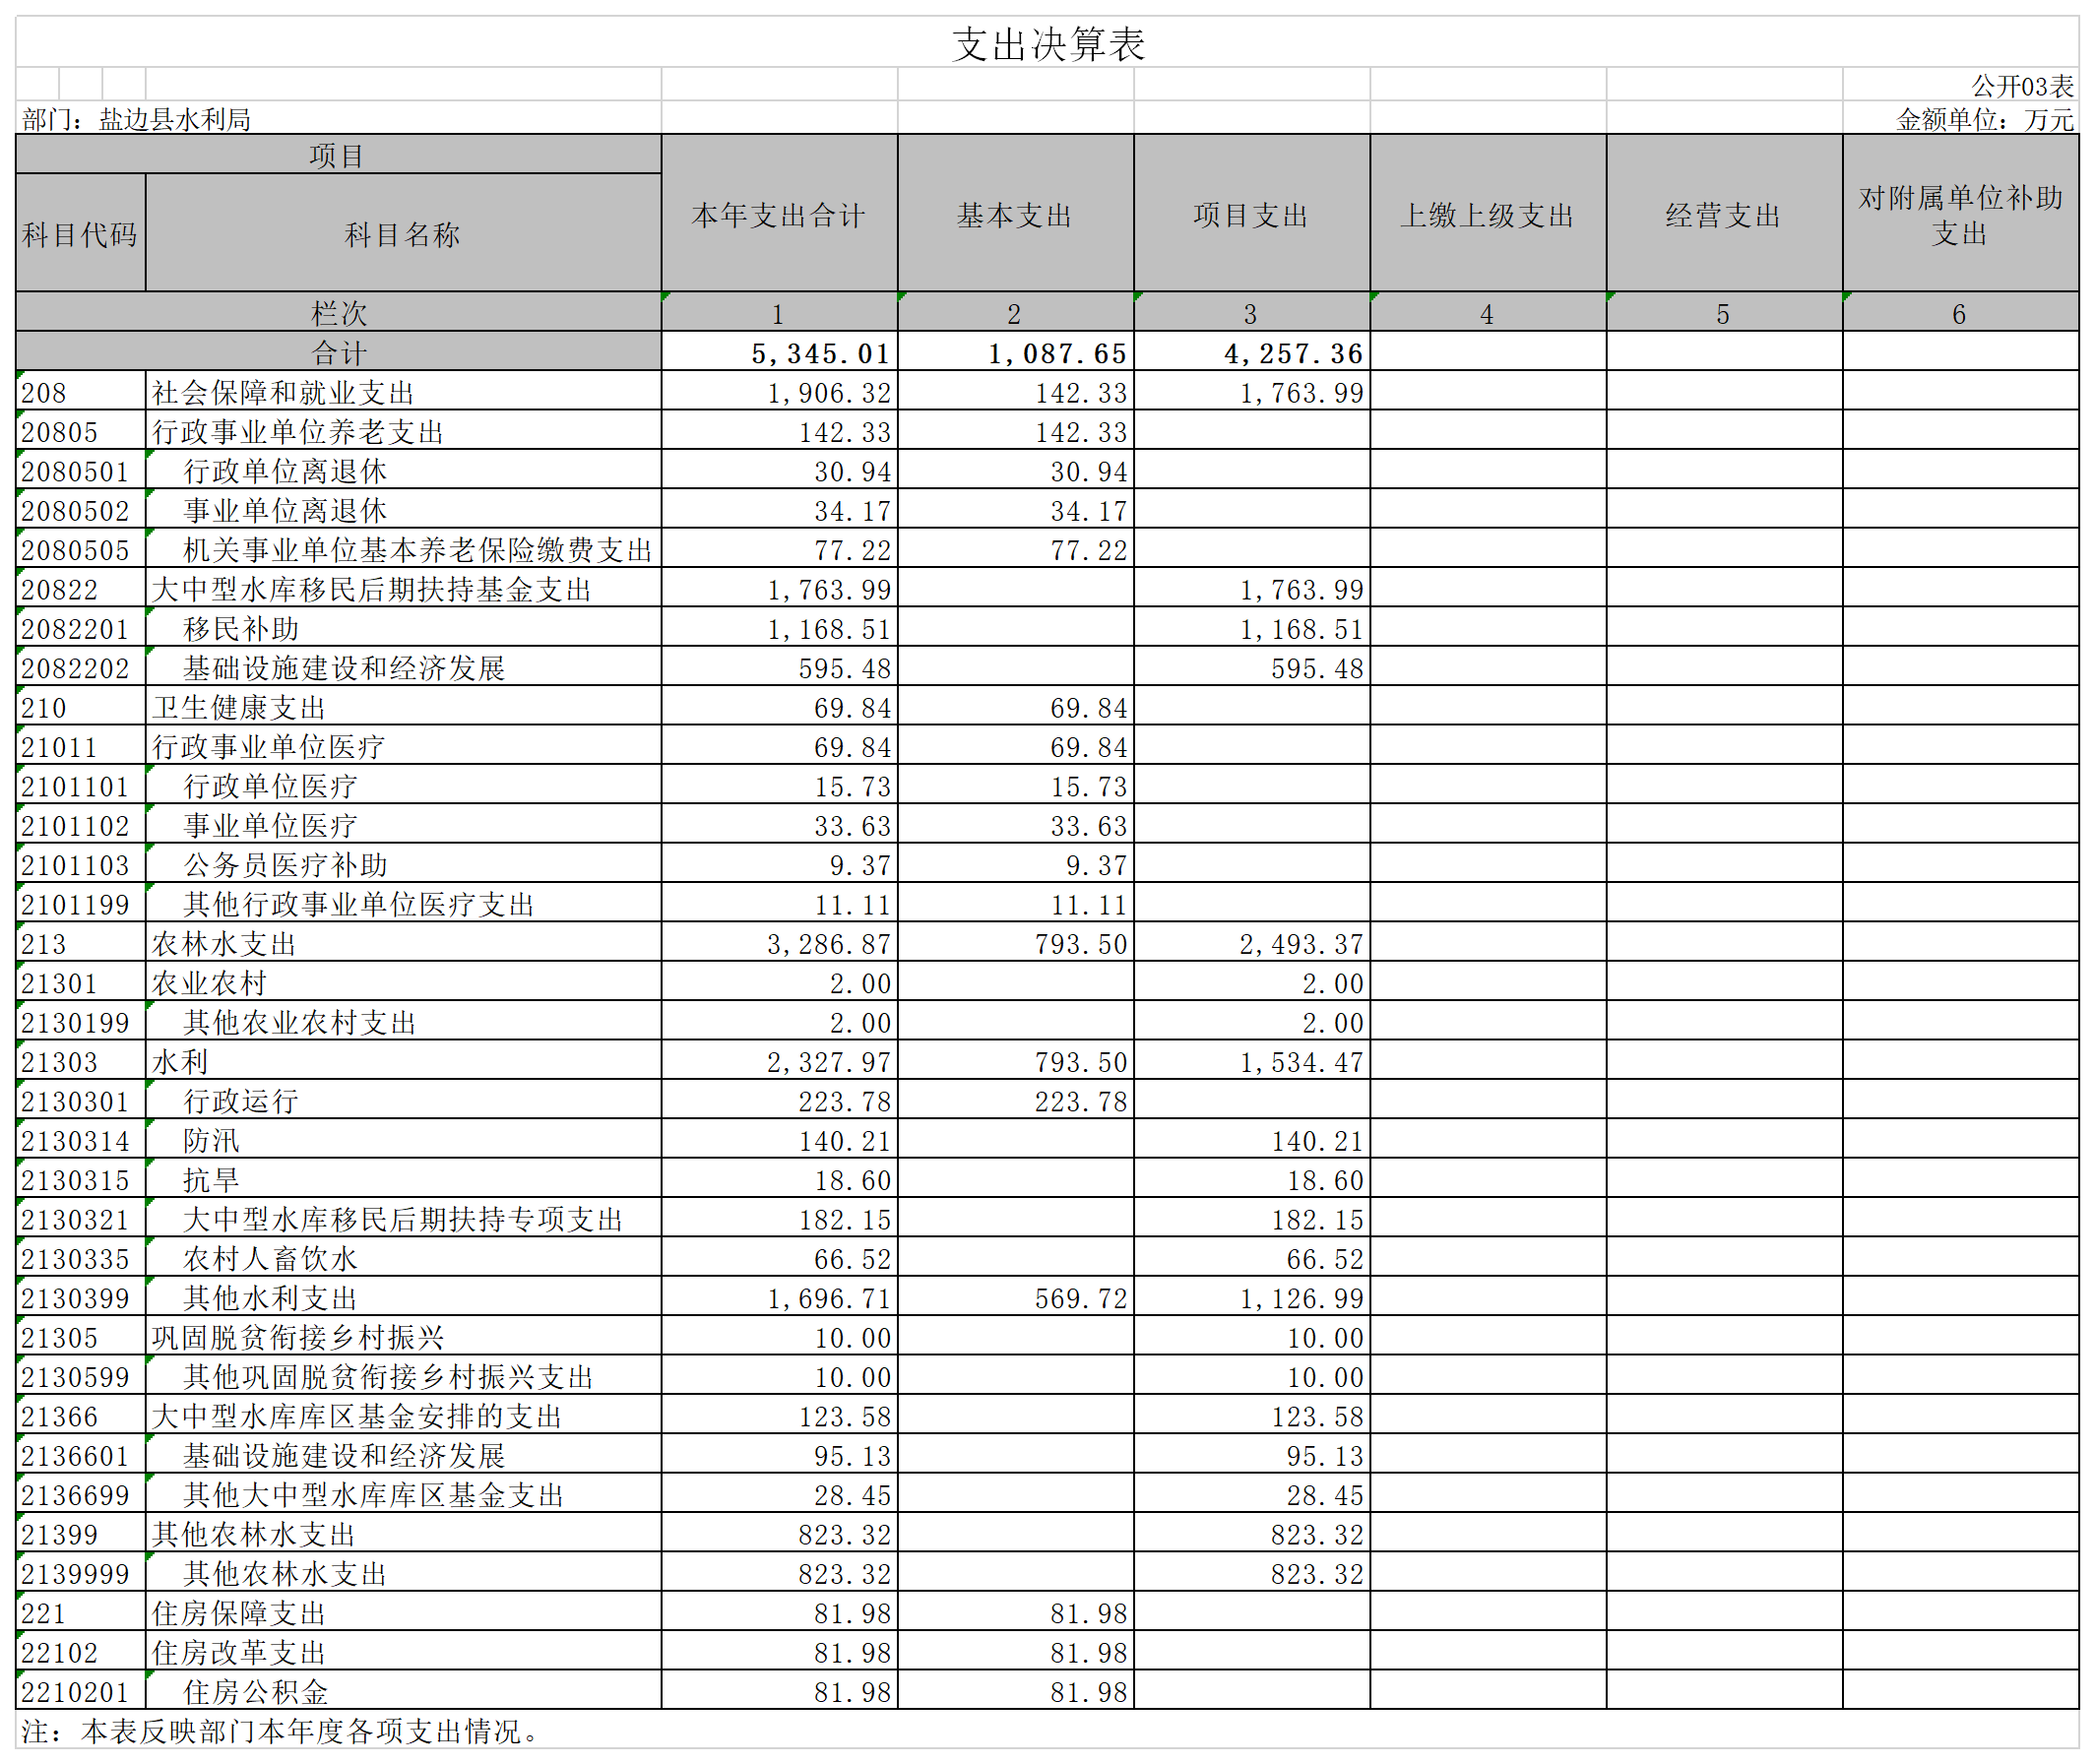 支出决算表
公开03表
部门：盐边县水利局 金额单位：万元
项目 本年支出合计 基本支出 项目支出 上缴上级支出 经营支出 对附属单位补助支出
科目代码 科目名称
栏次 1 2 3 4 5 6
合计 5,345.01 1,087.65 4,257.36
208 社会保障和就业支出 1,906.32 142.33 1,763.99
20805 行政事业单位养老支出 142.33 142.33
2080501 行政单位离退休 30.94 30.94
2080502 事业单位离退休 34.17 34.17
2080505 机关事业单位基本养老保险缴费支出 77.22 77.22
20822 大中型水库移民后期扶持基金支出 1,763.99 1,763.99
2082201 移民补助 1,168.51 1,168.51
2082202 基础设施建设和经济发展 595.48 595.48
210 卫生健康支出 69.84 69.84
21011 行政事业单位医疗 69.84 69.84
2101101 行政单位医疗 15.73 15.73
2101102 事业单位医疗 33.63 33.63
2101103 公务员医疗补助 9.37 9.37
2101199 其他行政事业单位医疗支出 11.11 11.11
213 农林水支出 3,286.87 793.50 2,493.37
21301 农业农村 2.00 2.00
2130199 其他农业农村支出 2.00 2.00
21303 水利 2,327.97 793.50 1,534.47
2130301 行政运行 223.78 223.78
2130314 防汛 140.21 140.21
2130315 抗旱 18.60 18.60
2130321 大中型水库移民后期扶持专项支出 182.15 182.15
2130335 农村人畜饮水 66.52 66.52
2130399 其他水利支出 1,696.71 569.72 1,126.99
21305 巩固脱贫衔接乡村振兴 10.00 10.00
2130599 其他巩固脱贫衔接乡村振兴支出 10.00 10.00
21366 大中型水库库区基金安排的支出 123.58 123.58
2136601 基础设施建设和经济发展 95.13 95.13
2136699 其他大中型水库库区基金支出 28.45 28.45
21399 其他农林水支出 823.32 823.32
2139999 其他农林水支出 823.32 823.32
221 住房保障支出 81.98 81.98
22102 住房改革支出 81.98 81.98
2210201 住房公积金 81.98 81.98
注：本表反映部门本年度各项支出情况。